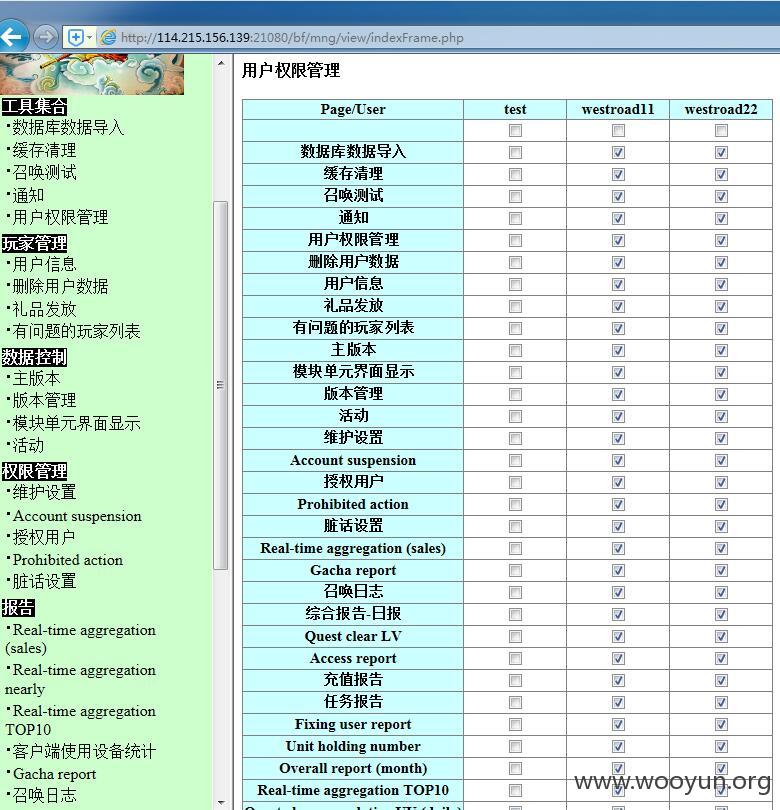 http://114.215.156.139:21080/bf/mng/view/indexFrame.php
工具集合
·数据库数据导入
·缓存清理
·召唤测试
·通知
·用户权限管理
玩家管理
·用户信息
·删除用户数据
·礼品发放
·有问题的玩家列表
数据控制
·主版本
·版本管理
·模块单元界面显示
·活动
权限管理
·维护设置
·Account suspension
·授权用户
·Prohibited action
·脏话设置
报告
·Real-time aggregation
(sales)
·Real-time aggregation
nearly
·Real-time aggregation
TOP10
·客户端使用设备统计
·Gacha report
·召唤日志
用户权限管理
Page/User test westroad11 westroad22
数据库数据导入
缓存清理
召唤测试
通知
用户权限管理
删除用户数据
用户信息
礼品发放
有问题的玩家列表
主版本
模块单元界面显示
版本管理
活动
维护设置
Account suspension
授权用户
Prohibited action
脏话设置
Real-time aggregation (sales)
Gacha report
召唤日志
综合报告-日报
Quest clear LV
Access report
充值报告
任务报告
Fixing user report
Unit holding number
Overall report (month)
Real-time aggregation TOP10
www.wooyun.org